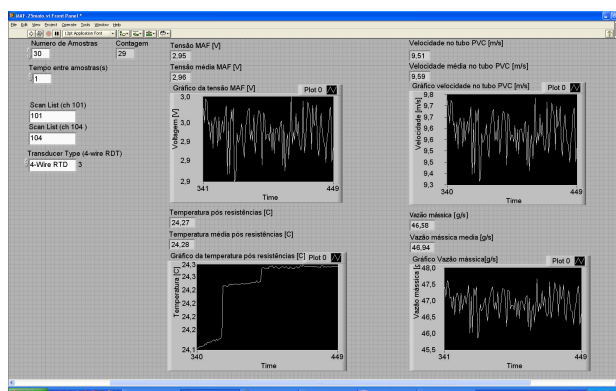 MAF-25mais.vi Front Panel *
File Edit View Project Operate Tools Window Help
13pt Application Font
Numero de Amostras
30
Contagem
29
Tempo entre amostras(s)
1
Scan List (ch 101)
101
Scan List (ch 104 )
104
Transducer Type (4-wire RDT)
4-Wire RTD 3
Tensão MAF [V]
2,95
Tensão média MAF [V]
2,96
Gráfico da tensão MAF [V]
Plot 0
Voltagem [V]
3,0
3,0
2,9
2,9
2,9
341
449
Time
Velocidade no tubo PVC [m/s]
9,51
Velocidade média no tubo PVC [m/s]
9,59
Gráfico velocidade no tubo PVC [m/s]
Plot 0
Velocidade [m/s]
9,8
9,7
9,6
9,5
9,4
9,3
340
449
Time
Temperatura pós resistências [C]
24,27
Temperatura média pós resistências [C]
24,28
Gráfico da temperatura pós resistências [C]
Plot 0
Temperatura [C]
24,3
24,3
24,2
24,2
24,2
24,1
340
449
Time
Vazão mássica [g/s]
46,58
Vazão mássica media [g/s]
46,94
Gráfico Vazão mássica[g/s]
Plot 0
Vazão mássica [g
48,0
47,5
47,0
46,5
46,0
45,5
341
449
Time